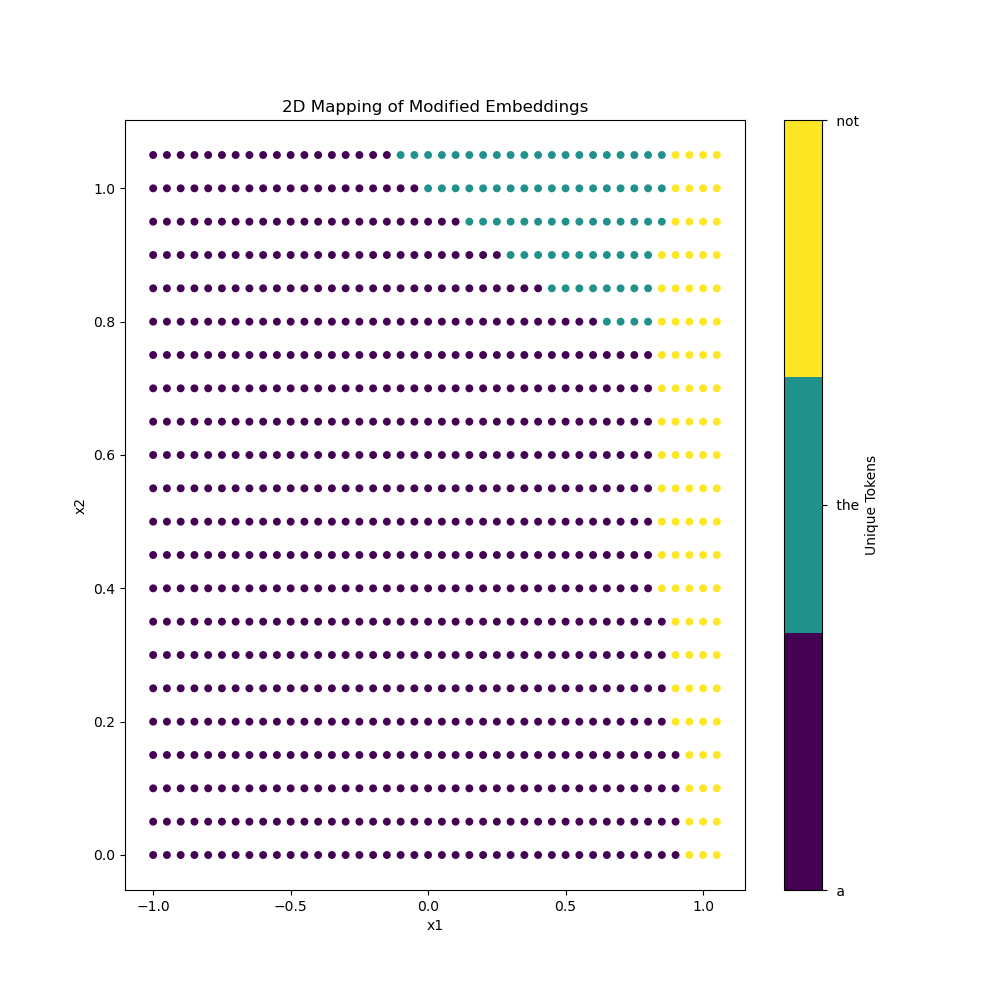 2D Mapping of Modified Embeddings
x2
1.0
0.8
0.6
0.4
0.2
0.0
−1.0 −0.5 0.0 0.5 1.0
x1
not
the
a
Unique Tokens